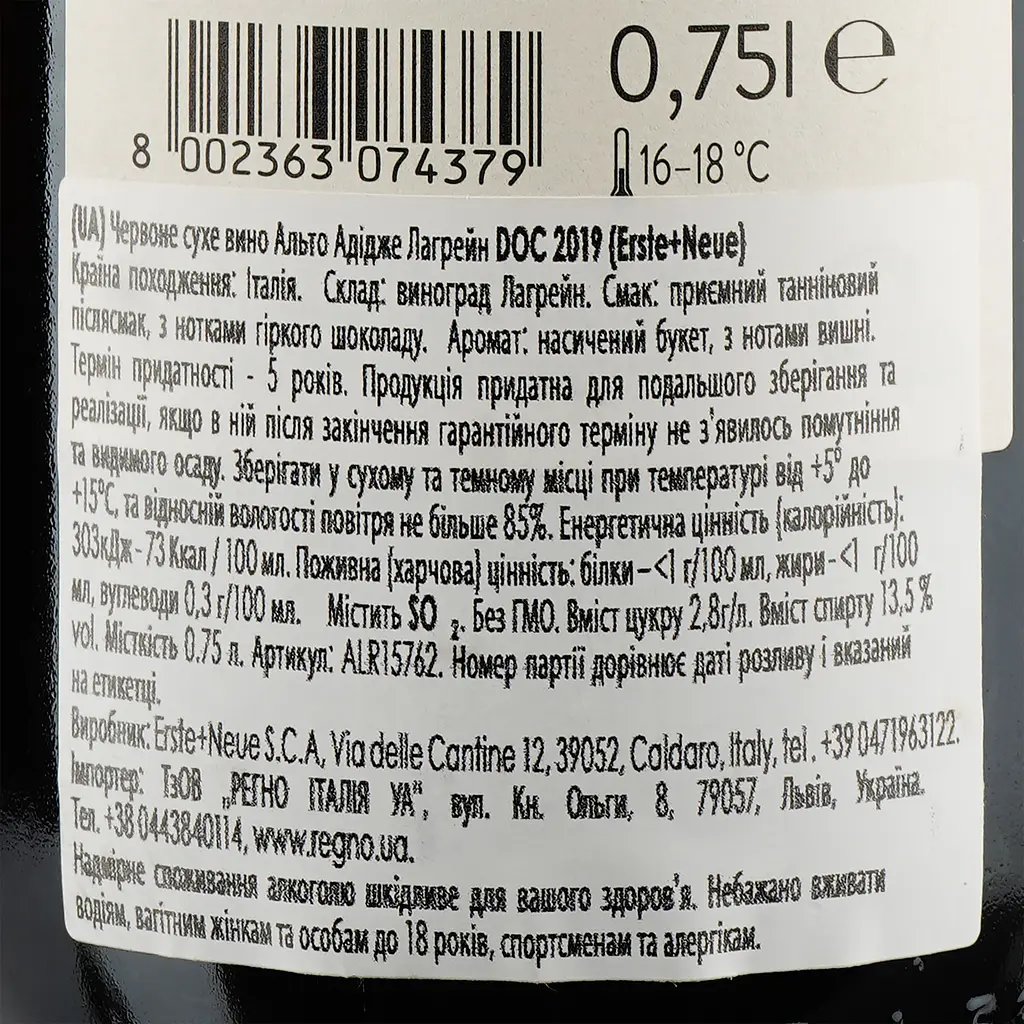 0,75l ℮
8 002363 074379
16–18 °C
(UA) Червоне сухе вино Альто Адідже Лагрейн DOC 2019 (Erste+Neue)
Країна походження: Італія. Склад: виноград Лагрейн. Смак: приємний танніновий
післясмак, з нотками гіркого шоколаду. Аромат: насичений букет, з нотами вишні.
Термін придатності - 5 років. Продукція придатна для подальшого зберігання та
реалізації, якщо в ній після закінчення гарантійного терміну не з'явилось помутніння
та видимого осаду. Зберігати у сухому та темному місці при температурі від +5° до
+15°C, та відносній вологості повітря не більше 85%. Енергетична цінність (калорійність):
303кДж - 73 Ккал / 100 мл. Поживна (харчова) цінність: білки – <1 г/100 мл, жири - <1 г/100
мл, вуглеводи 0,3 г/100 мл. Містить SO 2. Без ГМО. Вміст цукру 2,8г/л. Вміст спирту 13,5 %
vol. Місткість 0.75 л. Артикул: ALR15762. Номер партії дорівнює даті розливу і вказаний
на етикетці.
Виробник: Erste+Neue S.C.A, Via delle Cantine 12, 39052, Caldaro, Italy, tel. +39 0471963122.
Імпортер: ТзОВ „РЕГНО ІТАЛІЯ УА", вул. Кн. Ольги, 8, 79057, Львів, Україна.
Тел. +38 0443840114, www.regno.ua.
Надмірне споживання алкоголю шкідливе для вашого здоров'я. Небажано вживати
водіям, вагітним жінкам та особам до 18 років, спортсменам та алергікам.